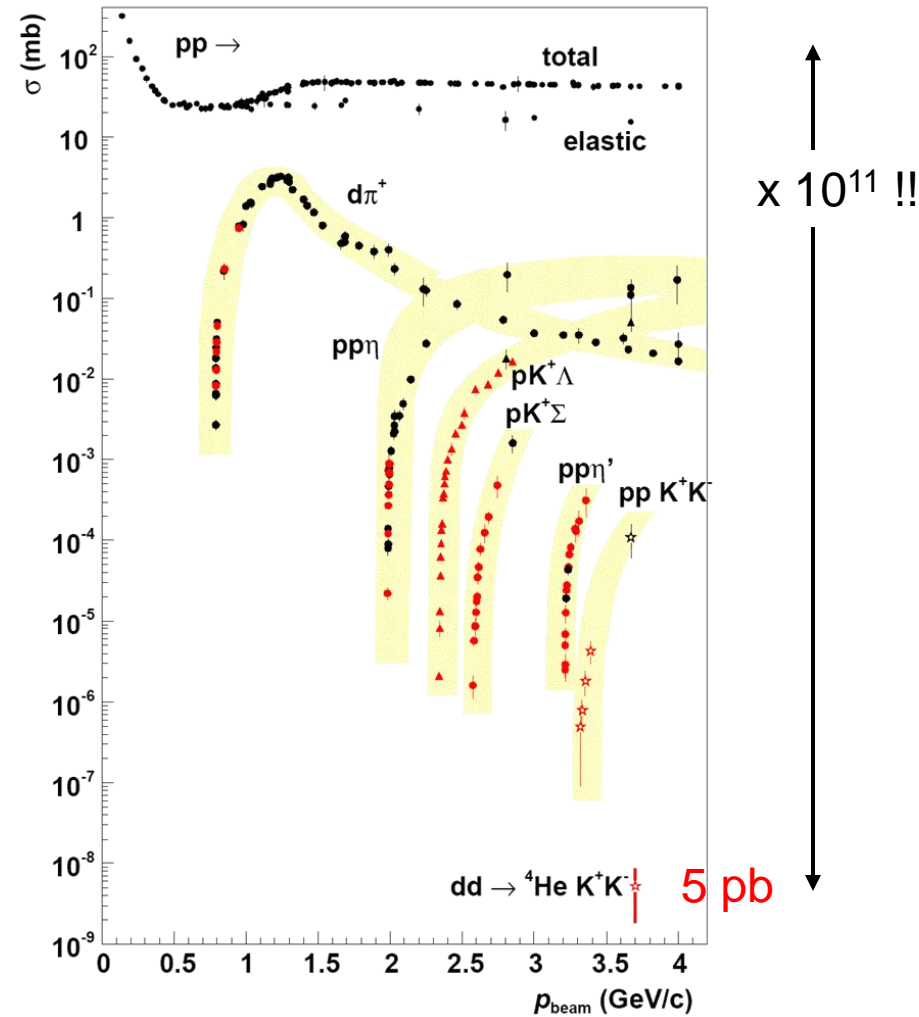 σ (mb)
10²
10
1
10⁻¹
10⁻²
10⁻³
10⁻⁴
10⁻⁵
10⁻⁶
10⁻⁷
10⁻⁸
10⁻⁹
pp →
total
elastic
dπ⁺
ppη
pK⁺Λ
pK⁺Σ
ppη’
pp K⁺K⁻
dd → ⁴He K⁺K⁻
5 pb
x 10¹¹ !!
0 0.5 1 1.5 2 2.5 3 3.5 4
p_beam (GeV/c)